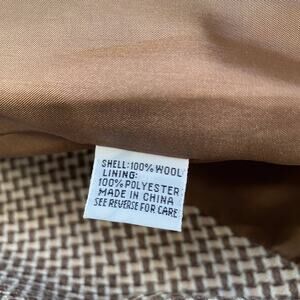 SHELL: 100% WOOL
LINING:
100% POLYESTER
MADE IN CHINA
SEE REVERSE FOR CARE